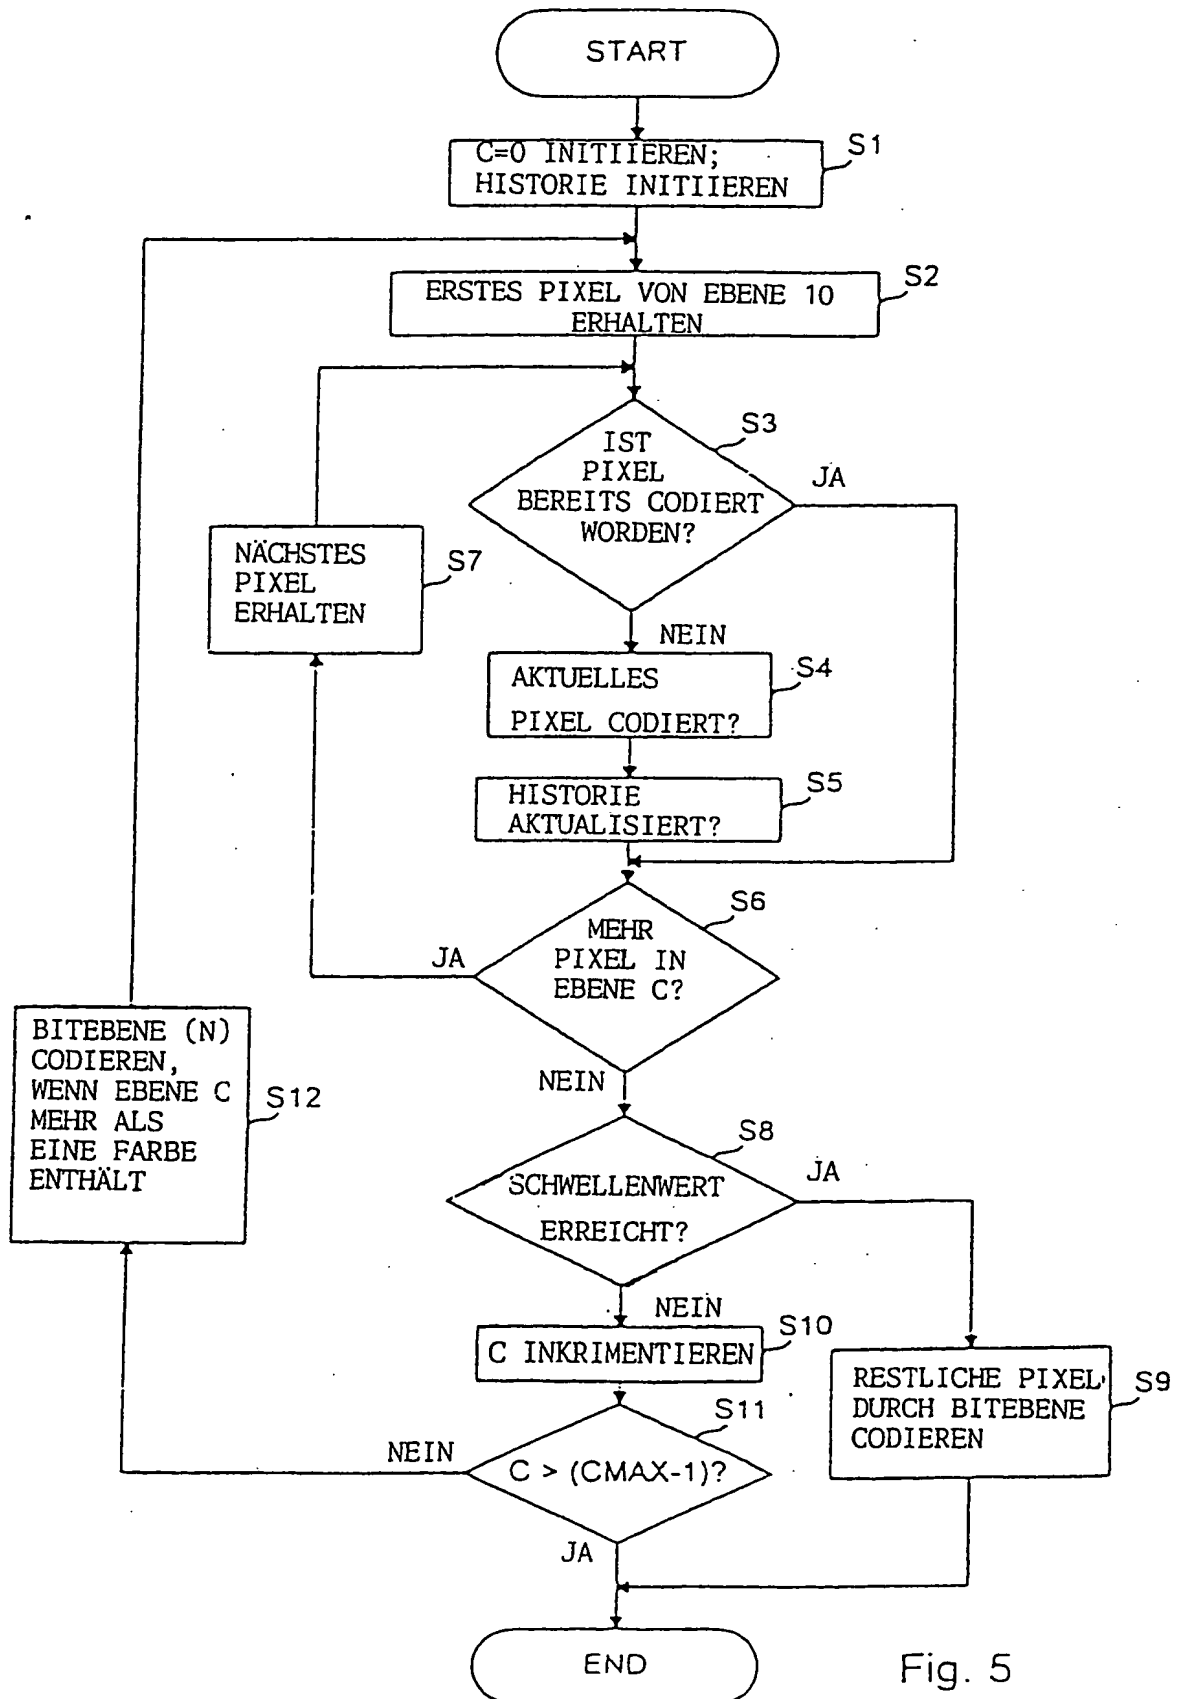 START
C=0 INITIIEREN;
HISTORIE INITIIEREN
S1
ERSTES PIXEL VON EBENE 10
ERHALTEN
S2
IST
PIXEL
BEREITS CODIERT
WORDEN?
S3
JA
NÄCHSTES
PIXEL
ERHALTEN
S7
NEIN
AKTUELLES
PIXEL CODIERT?
S4
HISTORIE
AKTUALISIERT?
S5
MEHR
PIXEL IN
EBENE C?
S6
JA
NEIN
BITEBENE (N)
CODIEREN,
WENN EBENE C
MEHR ALS
EINE FARBE
ENTHÄLT
S12
SCHWELLENWERT
ERREICHT?
S8
JA
NEIN
C INKRIMENTIEREN
S10
RESTLICHE PIXEL
DURCH BITEBENE
CODIEREN
S9
C > (CMAX-1)?
S11
NEIN
JA
END
Fig. 5